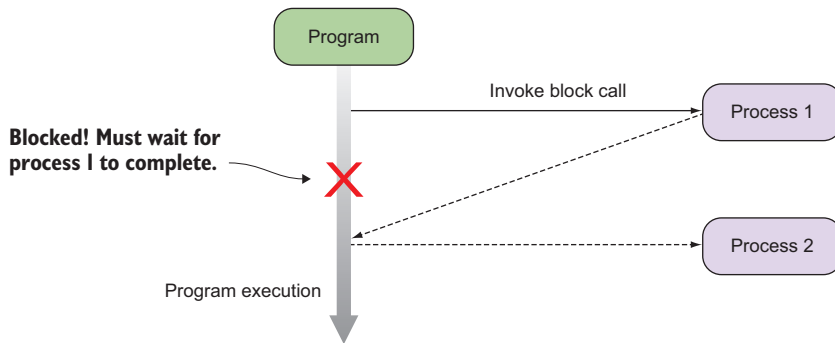 Program
Invoke block call
Process 1
Blocked! Must wait for
process 1 to complete.
Process 2
Program execution